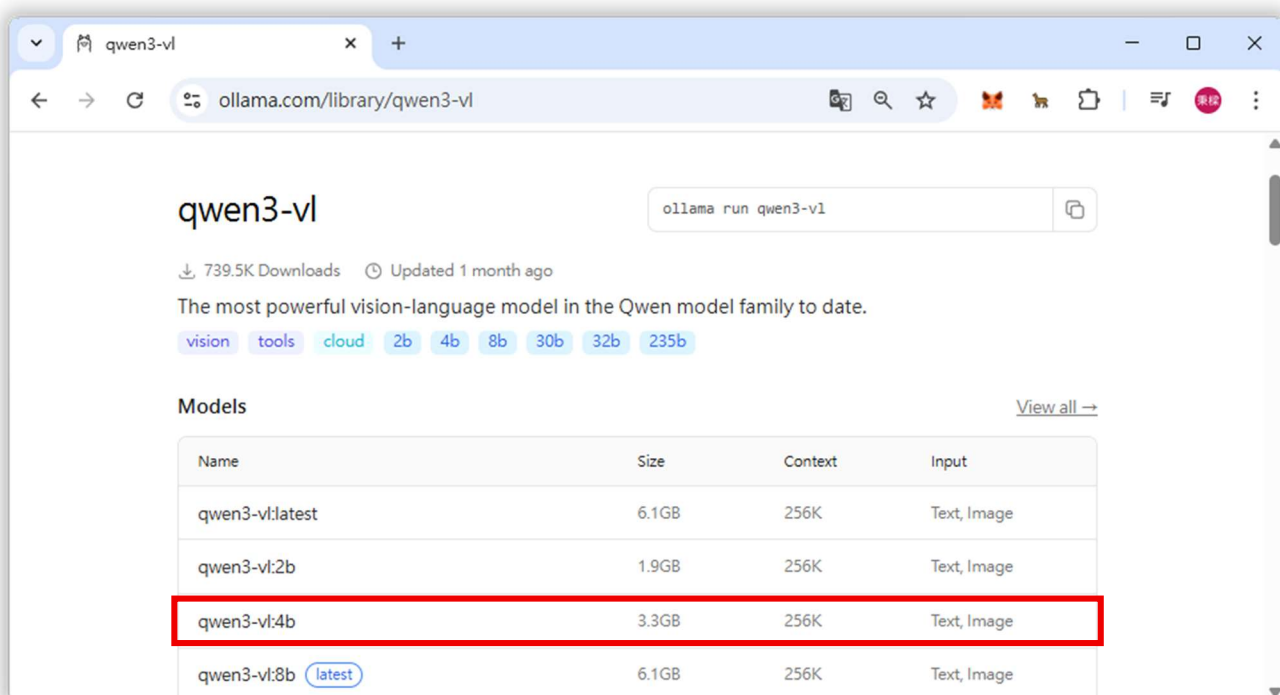 qwen3-vl
ollama.com/library/qwen3-vl
秉樑
qwen3-vl
ollama run qwen3-vl
739.5K Downloads Updated 1 month ago
The most powerful vision-language model in the Qwen model family to date.
vision tools cloud 2b 4b 8b 30b 32b 235b
Models View all →
Name Size Context Input
qwen3-vl:latest 6.1GB 256K Text, Image
qwen3-vl:2b 1.9GB 256K Text, Image
qwen3-vl:4b 3.3GB 256K Text, Image
qwen3-vl:8b latest 6.1GB 256K Text, Image